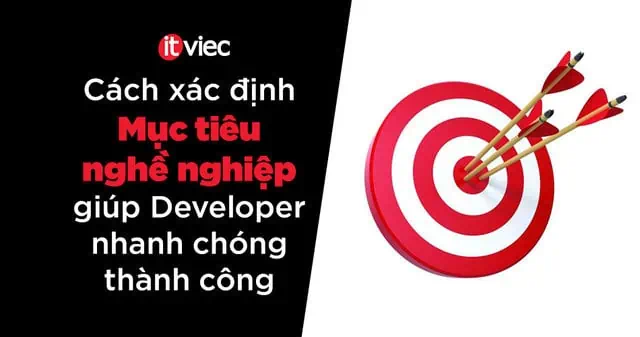 itviec
Cách xác định
Mục tiêu
nghề nghiệp
giúp Developer
nhanh chóng
thành công